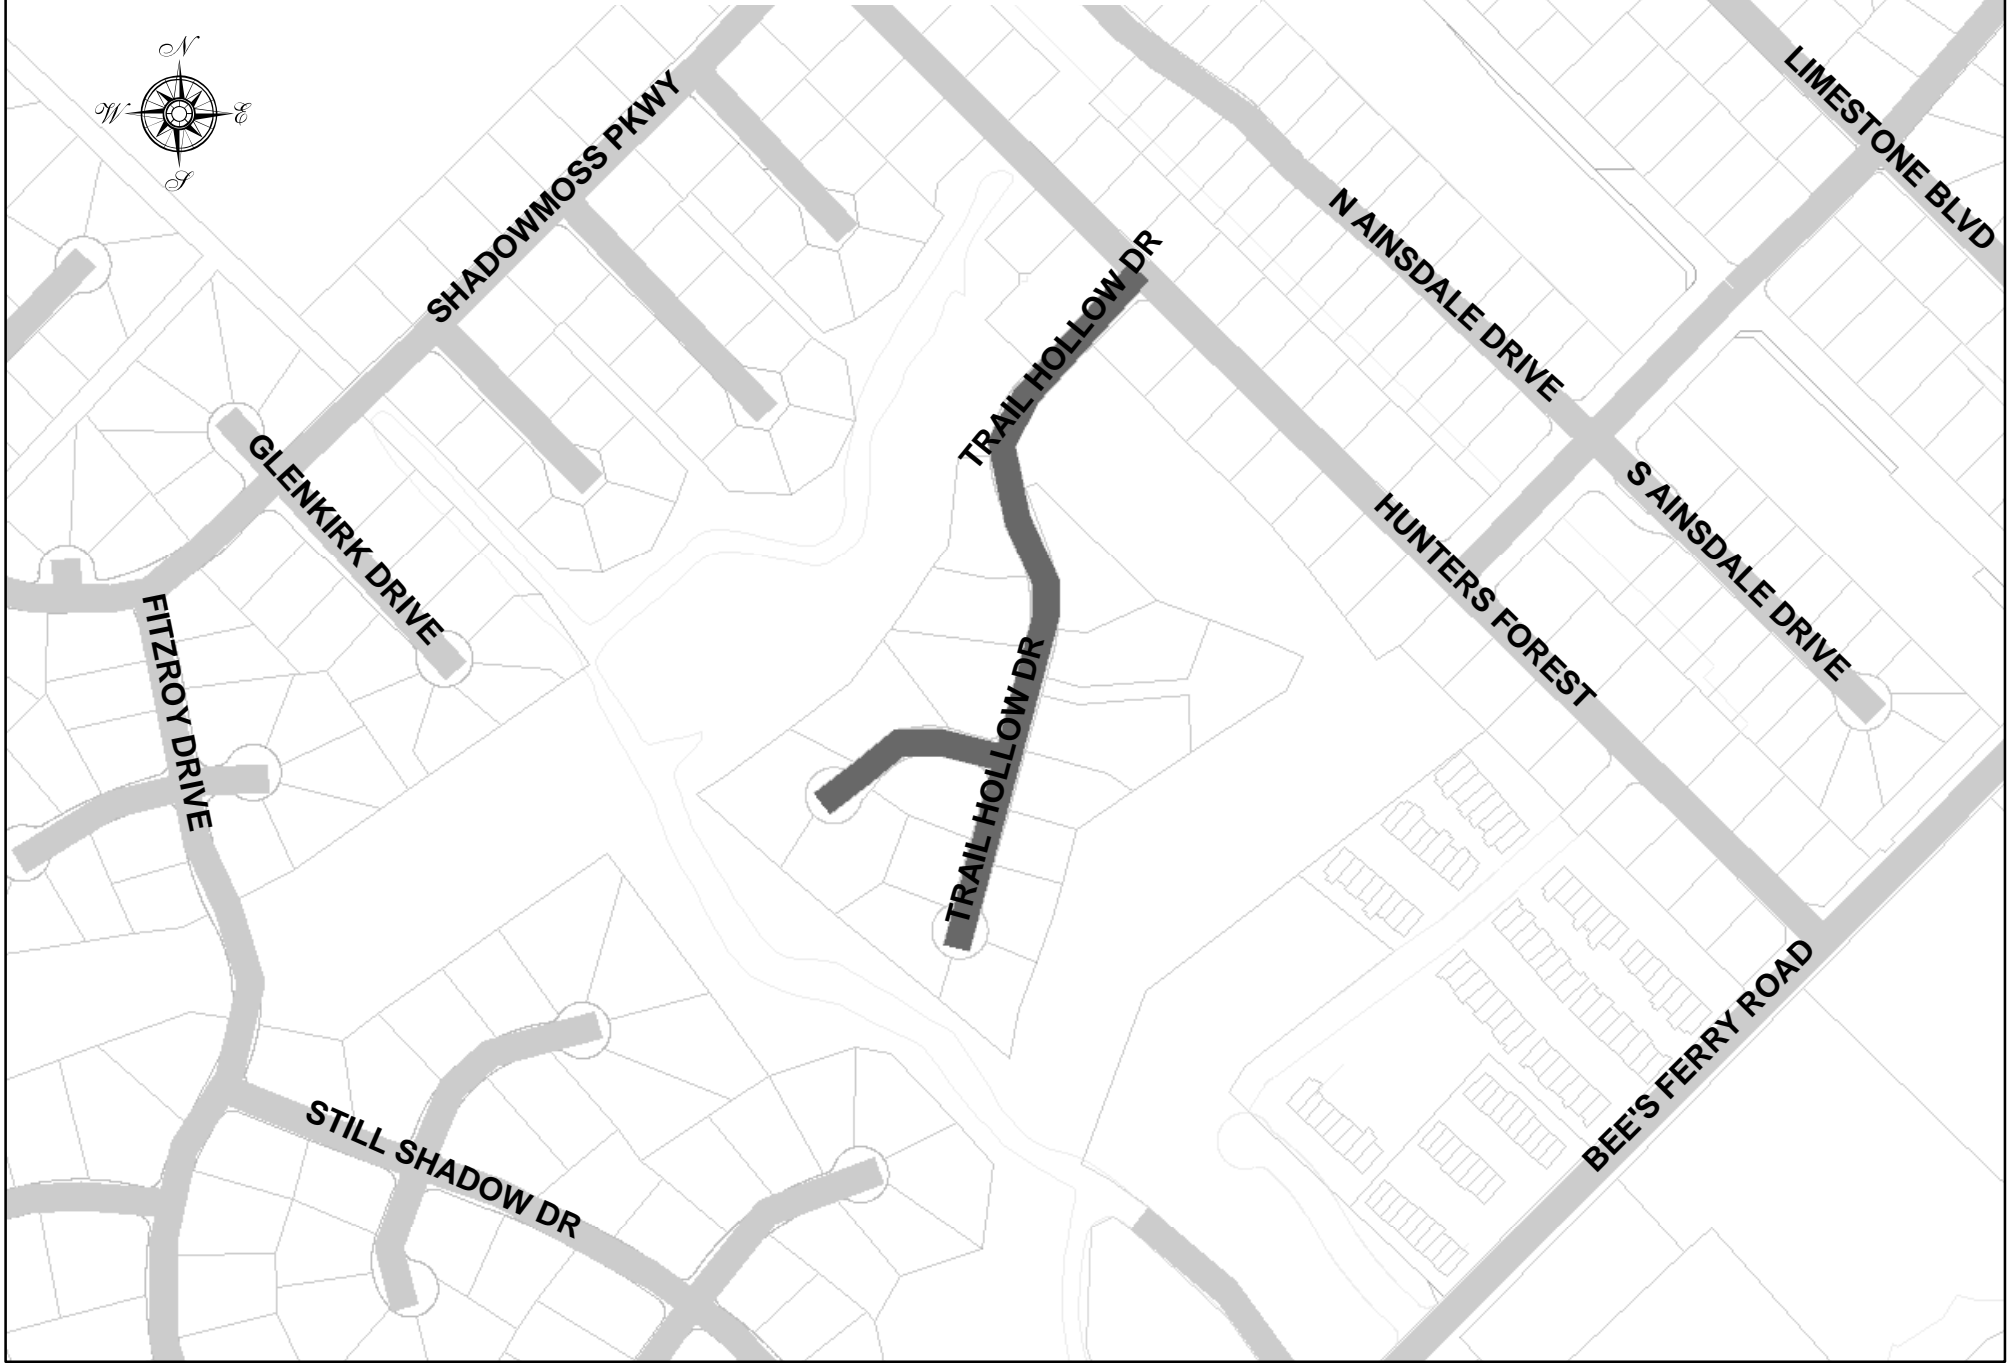 N
W
E
S
SHADOWMOSS PKWY
LIMESTONE BLVD
N AINSDALE DRIVE
TRAIL HOLLOW DR
GLENKIRK DRIVE
S AINSDALE DRIVE
HUNTERS FOREST
FITZROY DRIVE
TRAIL HOLLOW DR
BEE'S FERRY ROAD
STILL SHADOW DR